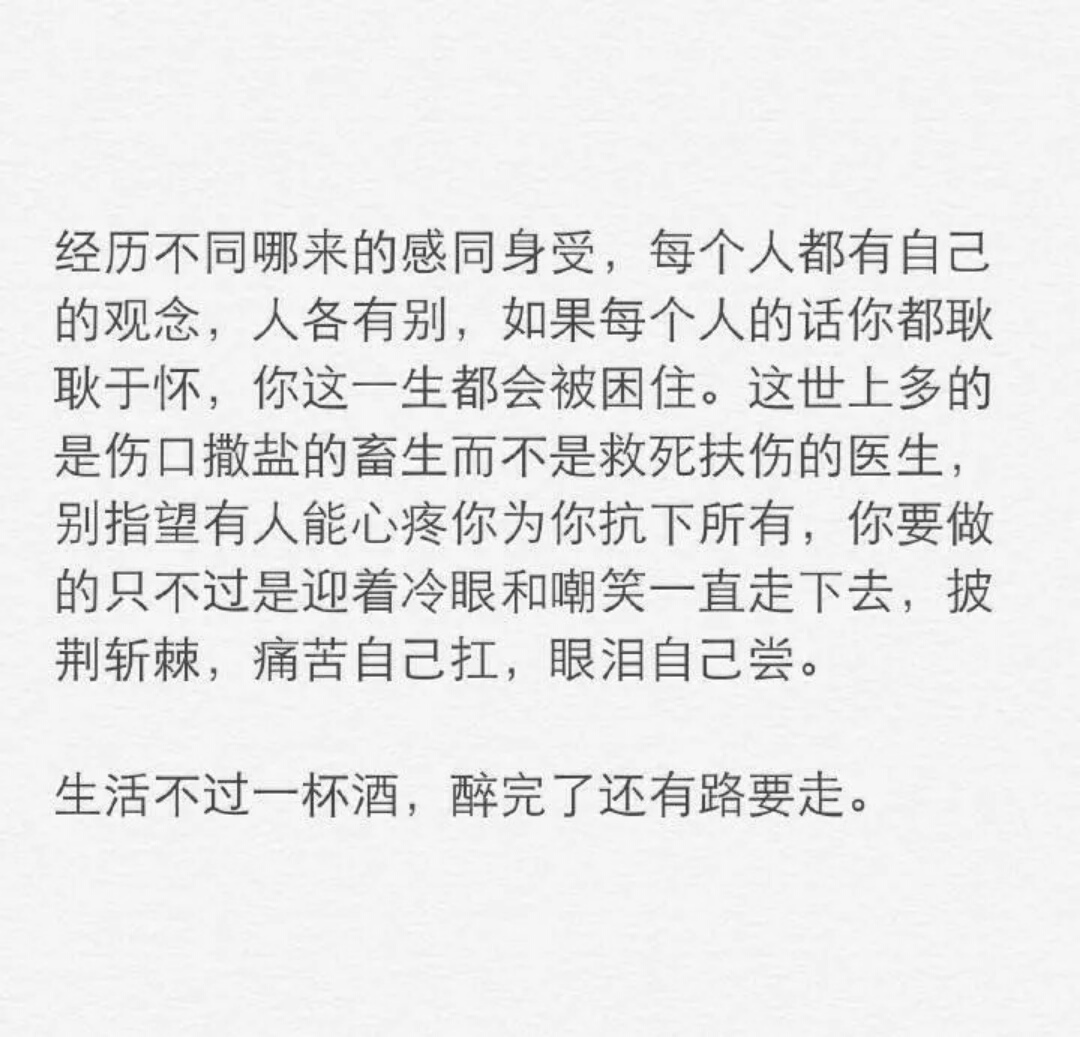 经历不同哪来的感同身受，每个人都有自己
的观念，人各有别，如果每个人的话你都耿
耿于怀，你这一生都会被困住。这世上多的
是伤口撒盐的畜生而不是救死扶伤的医生，
别指望有人能心疼你为你抗下所有，你要做
的只不过是迎着冷眼和嘲笑一直走下去，披
荆斩棘，痛苦自己扛，眼泪自己尝。
生活不过一杯酒，醉完了还有路要走。